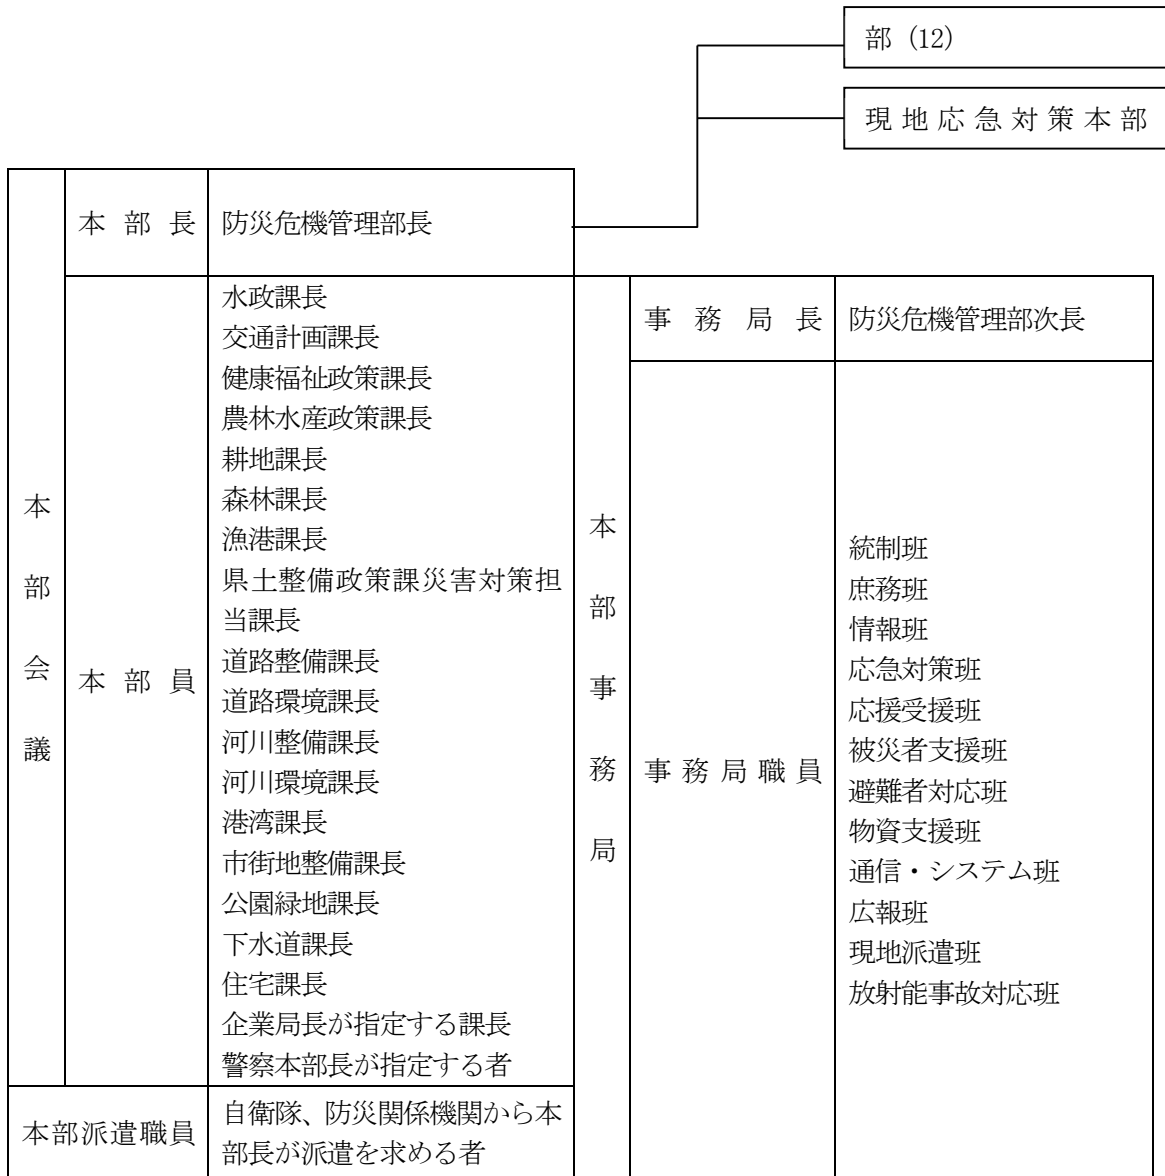 部 (12)
現地応急対策本部
本部会議
本部長
防災危機管理部長
本部員
水政課長
交通計画課長
健康福祉政策課長
農林水産政策課長
耕地課長
森林課長
漁港課長
県土整備政策課災害対策担
当課長
道路整備課長
道路環境課長
河川整備課長
河川環境課長
港湾課長
市街地整備課長
公園緑地課長
下水道課長
住宅課長
企業局長が指定する課長
警察本部長が指定する者
本部派遣職員
自衛隊、防災関係機関から本
部長が派遣を求める者
本部事務局
事務局長
防災危機管理部次長
事務局職員
統制班
庶務班
情報班
応急対策班
応援受援班
被災者支援班
避難者対応班
物資支援班
通信・システム班
広報班
現地派遣班
放射能事故対応班